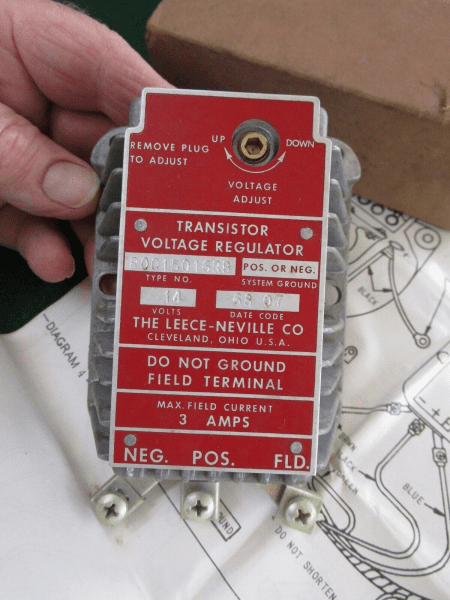 UP
DOWN
REMOVE PLUG
TO ADJUST
VOLTAGE
ADJUST
TRANSISTOR
VOLTAGE REGULATOR
POS. OR NEG.
TYPE NO.
SYSTEM GROUND
14
VOLTS
DATE CODE
THE LEECE-NEVILLE CO
CLEVELAND, OHIO U.S.A.
DO NOT GROUND
FIELD TERMINAL
MAX. FIELD CURRENT
3 AMPS
NEG. POS. FLD.
DIAGRAM 4
BLACK
BLUE
DO NOT SHORTEN